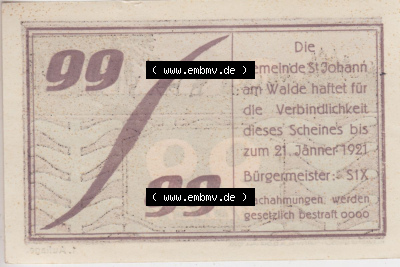 99
( www.embmv.de )
Die
Gemeinde St. Johann
am Walde haftet für
die Verbindlichkeit
dieses Scheines bis
zum 21. Jänner 1921
Bürgermeister:- SIX
Nachahmungen werden
gesetzlich bestraft oooo
( www.embmv.de )
99